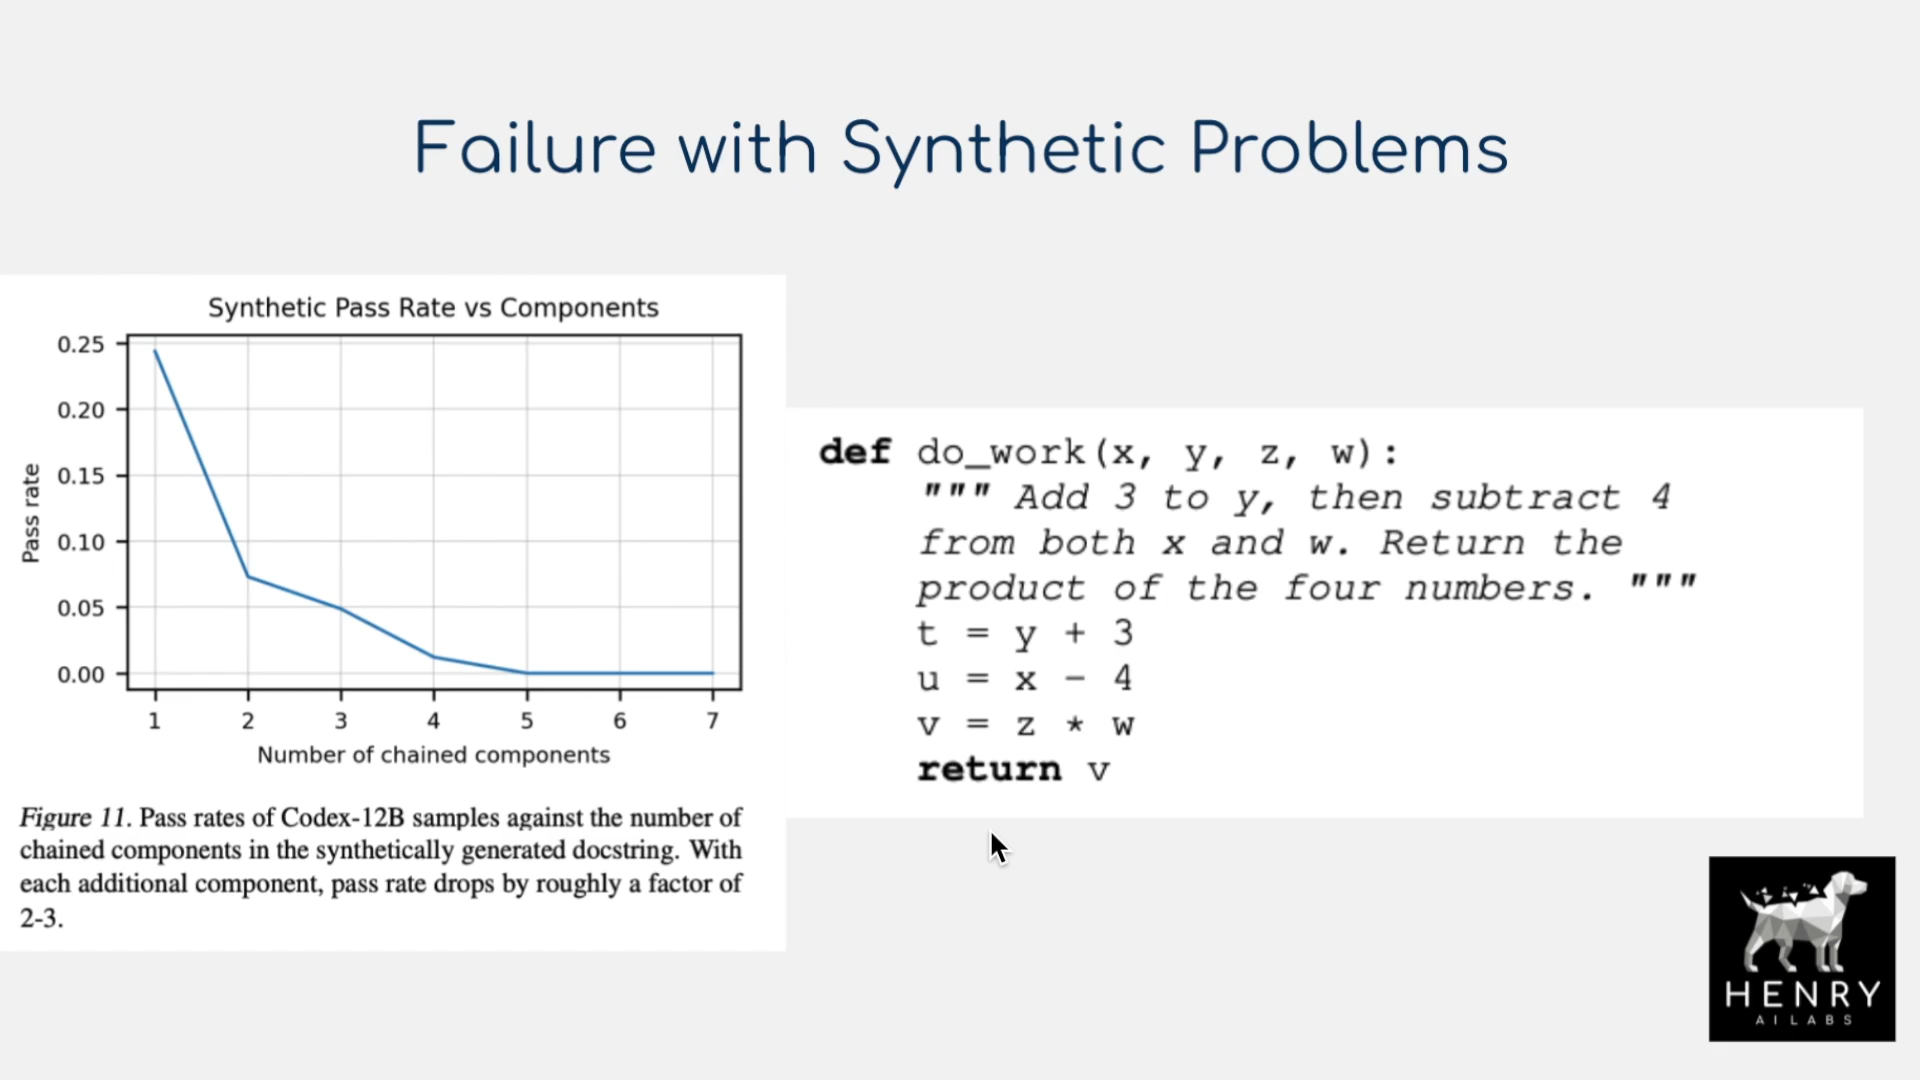 Failure with Synthetic Problems
Synthetic Pass Rate vs Components
0.25
0.20
0.15
0.10
0.05
0.00
Pass rate
1 2 3 4 5 6 7
Number of chained components
Figure 11. Pass rates of Codex-12B samples against the number of
chained components in the synthetically generated docstring. With
each additional component, pass rate drops by roughly a factor of
2-3.
def do_work(x, y, z, w):
""" Add 3 to y, then subtract 4
from both x and w. Return the
product of the four numbers. """
t = y + 3
u = x - 4
v = z * w
return v
HENRY
AI LABS